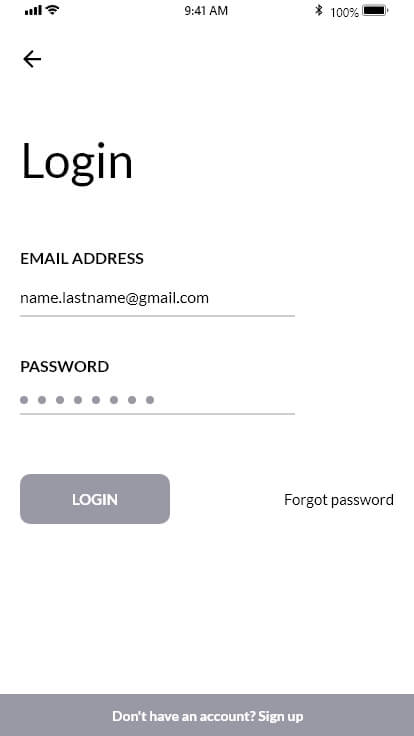 9:41 AM
100%
Login
EMAIL ADDRESS
name.lastname@gmail.com
PASSWORD
LOGIN
Forgot password
Don't have an account? Sign up